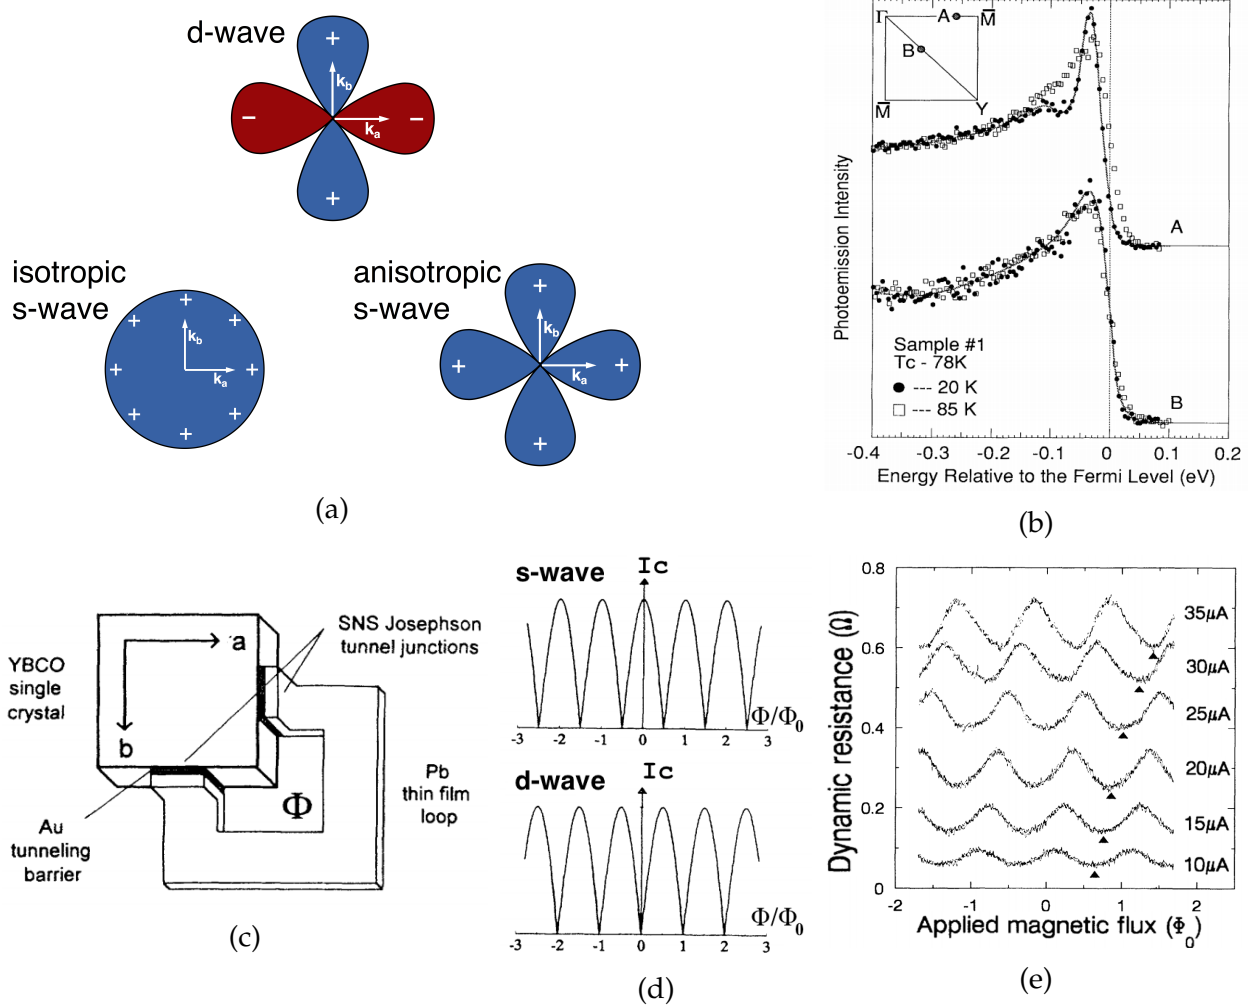 d-wave
+
k_b
−
k_a
−
+
isotropic
s-wave
+
+
+
k_b
+
k_a
+
+
+
+
anisotropic
s-wave
+
k_b
+
k_a
+
+
(a)
Γ
A
M̅
B
M̅
Y
Photoemission Intensity
A
Sample #1
Tc - 78K
● --- 20 K
□ --- 85 K
B
-0.4
-0.3
-0.2
-0.1
0
0.1
0.2
Energy Relative to the Fermi Level (eV)
(b)
YBCO
single
crystal
a
b
SNS Josephson
tunnel junctions
Φ
Pb
thin film
loop
Au
tunneling
barrier
(c)
s-wave
Ic
Φ/Φ₀
-3
-2
-1
0
1
2
3
d-wave
Ic
Φ/Φ₀
-3
-2
-1
0
1
2
3
(d)
Dynamic resistance (Ω)
0.8
0.6
0.4
0.2
0
35μA
30μA
25μA
20μA
15μA
10μA
-2
-1
0
1
2
Applied magnetic flux (Φ₀)
(e)